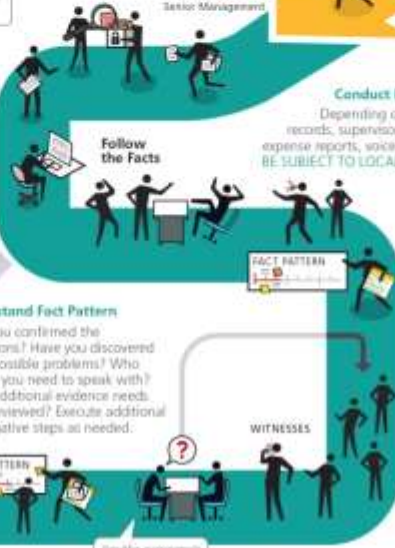 Senior Management
Conduct
Depending
records, superviso
expense reports, voice
BE SUBJECT TO LOCA
Follow
the Facts
FACT PATTERN
tand Fact Pattern
ou confirmed the
ons? Have you discovered
ossible problems? Who
you need to speak with?
dditional evidence needs
viewed? Execute additional
ative steps as needed.
WITNESSES
TTERN
?